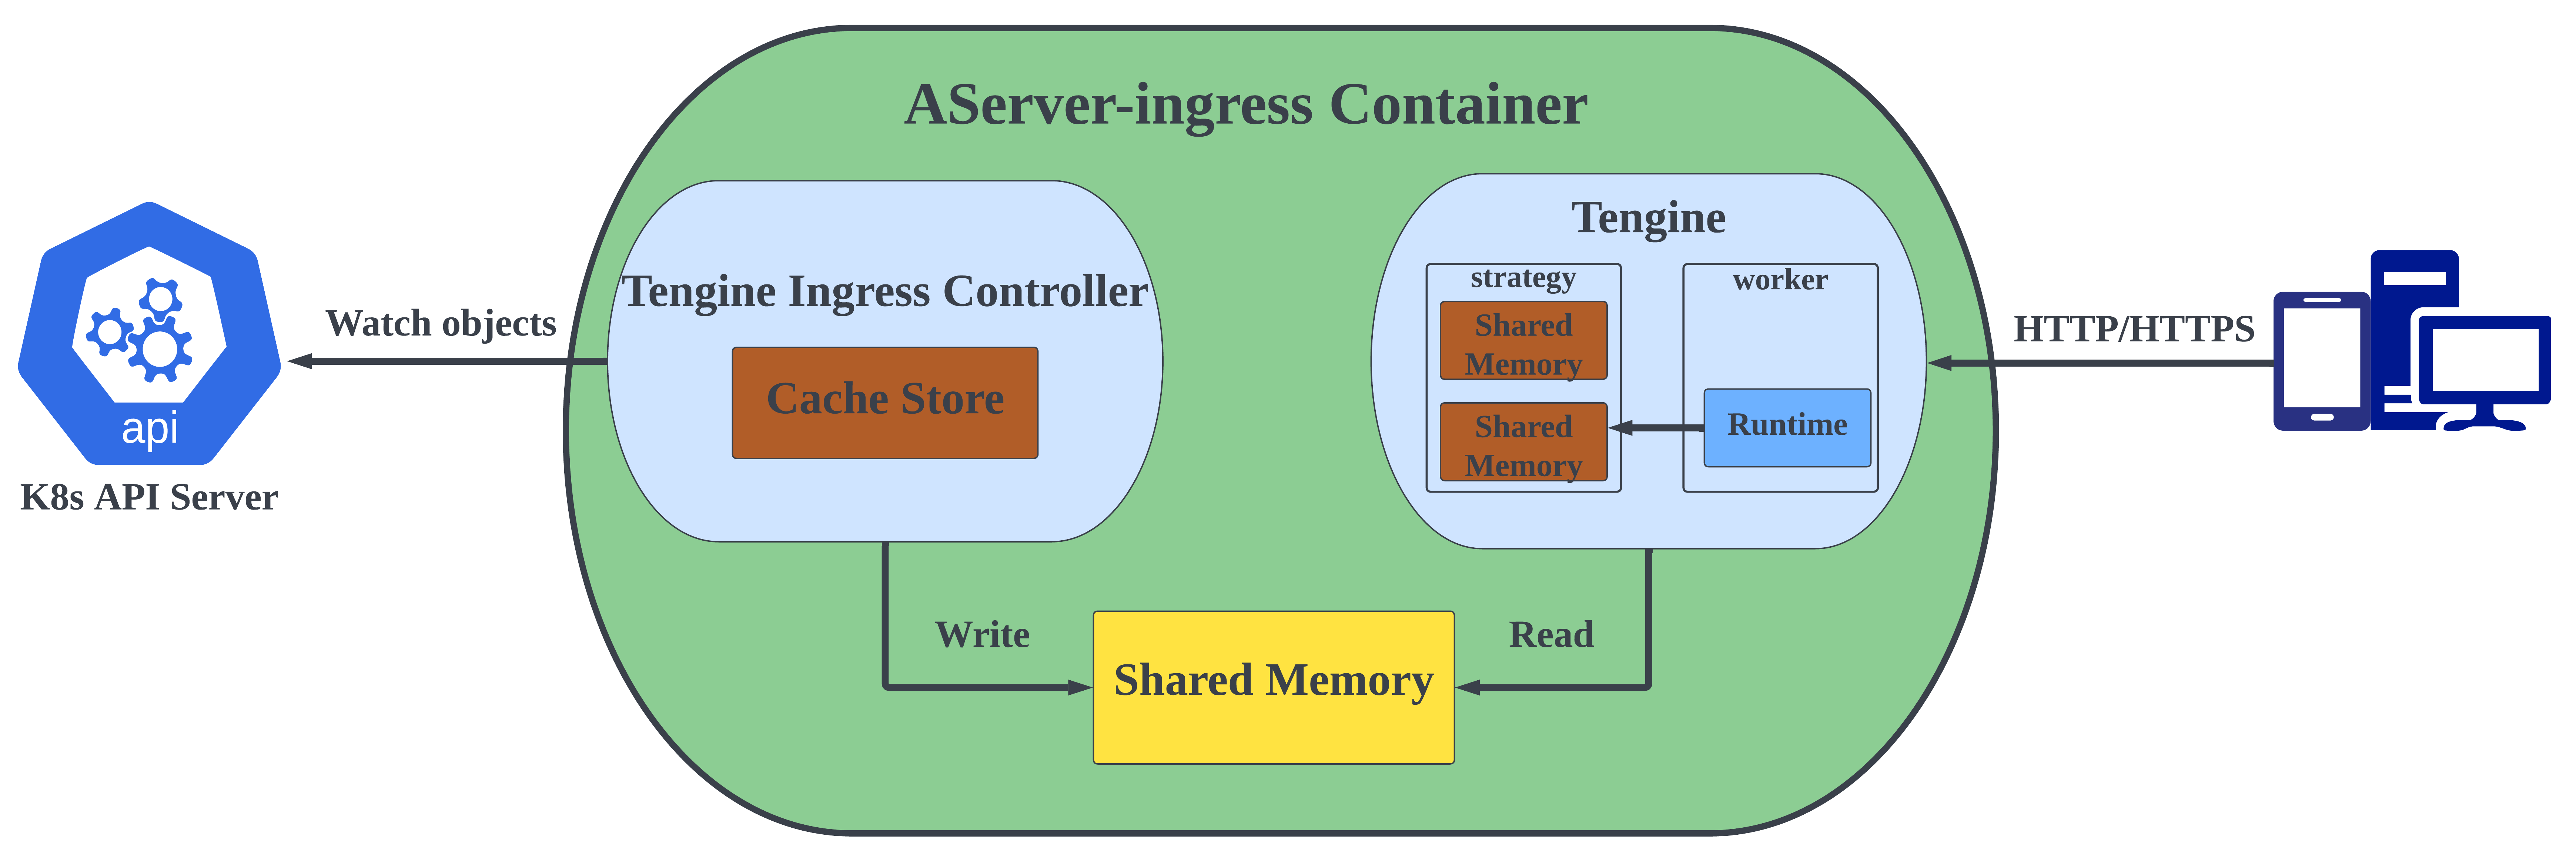 AServer-ingress Container
Tengine
strategy
worker
Tengine Ingress Controller
Shared
Memory
Watch objects
HTTP/HTTPS
Cache Store
Shared
Memory
Runtime
api
K8s API Server
Write
Read
Shared Memory